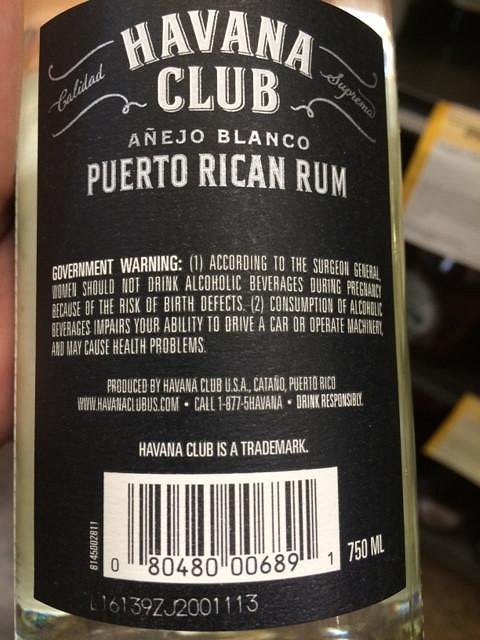 HAVANA
CLUB
Calidad
Suprema
AÑEJO BLANCO
PUERTO RICAN RUM
GOVERNMENT WARNING: (1) ACCORDING TO THE SURGEON GENERAL,
WOMEN SHOULD NOT DRINK ALCOHOLIC BEVERAGES DURING PREGNANCY
BECAUSE OF THE RISK OF BIRTH DEFECTS. (2) CONSUMPTION OF ALCOHOLIC
BEVERAGES IMPAIRS YOUR ABILITY TO DRIVE A CAR OR OPERATE MACHINERY,
AND MAY CAUSE HEALTH PROBLEMS.
PRODUCED BY HAVANA CLUB U.S.A., CATAÑO, PUERTO RICO
WWW.HAVANACLUBUS.COM • CALL 1-877-5HAVANA • DRINK RESPONSIBLY.
HAVANA CLUB IS A TRADEMARK.
8145002811
0 80480 00689 1
750 ML
L16139ZJ2001113